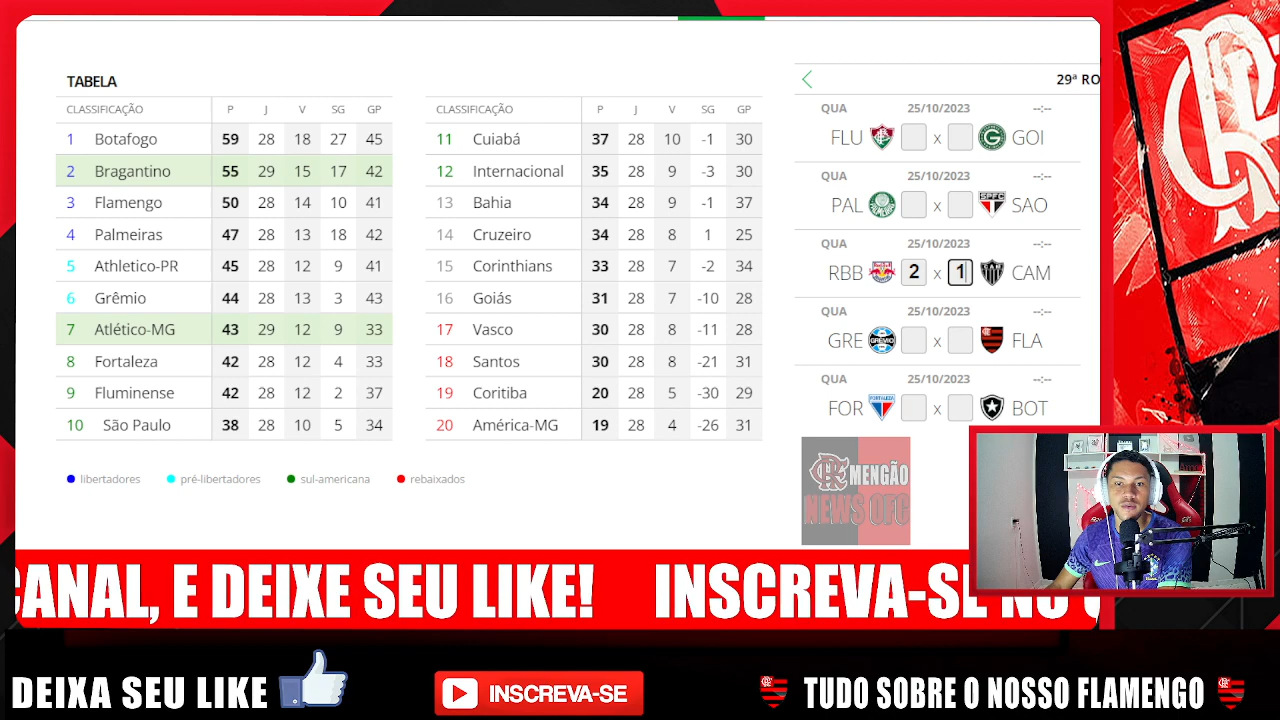 TABELA
CLASSIFICAÇÃO P J V SG GP
1 Botafogo 59 28 18 27 45
2 Bragantino 55 29 15 17 42
3 Flamengo 50 28 14 10 41
4 Palmeiras 47 28 13 18 42
5 Athletico-PR 45 28 12 9 41
6 Grêmio 44 28 13 3 43
7 Atlético-MG 43 29 12 9 33
8 Fortaleza 42 28 12 4 33
9 Fluminense 42 28 12 2 37
10 São Paulo 38 28 10 5 34
CLASSIFICAÇÃO P J V SG GP
11 Cuiabá 37 28 10 -1 30
12 Internacional 35 28 9 -3 30
13 Bahia 34 28 9 -1 37
14 Cruzeiro 34 28 8 1 25
15 Corinthians 33 28 7 -2 34
16 Goiás 31 28 7 -10 28
17 Vasco 30 28 8 -11 28
18 Santos 30 28 8 -21 31
19 Coritiba 20 28 5 -30 29
20 América-MG 19 28 4 -26 31
libertadores pré-libertadores sul-americana rebaixados
29ª RO
QUA 25/10/2023 --:--
FLU x GOI
QUA 25/10/2023 --:--
PAL x SPFC SAO
QUA 25/10/2023 --:--
RBB 2 x 1 CAM
QUA 25/10/2023 --:--
GRE x FLA
QUA 25/10/2023 --:--
FOR x BOT
MENGÃO
NEWS OFC
CANAL, E DEIXE SEU LIKE! INSCREVA-SE NO
DEIXA SEU LIKE
INSCREVA-SE
TUDO SOBRE O NOSSO FLAMENGO